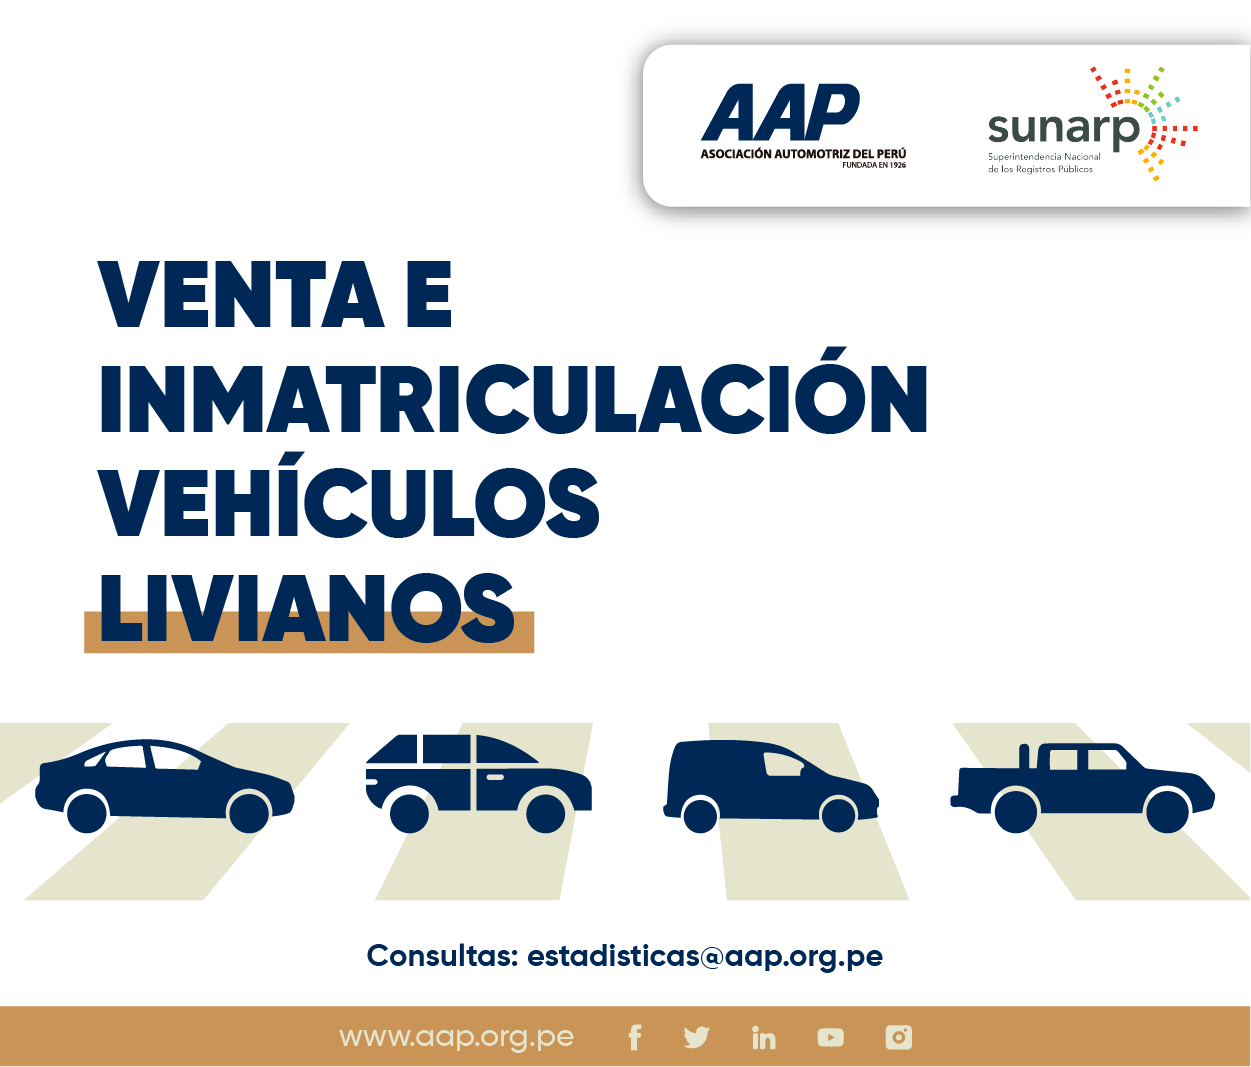 AAP
ASOCIACIÓN AUTOMOTRIZ DEL PERÚ
FUNDADA EN 1926
sunarp
Superintendencia Nacional
de los Registros Públicos
VENTA E
INMATRICULACIÓN
VEHÍCULOS
LIVIANOS
Consultas: estadisticas@aap.org.pe
www.aap.org.pe